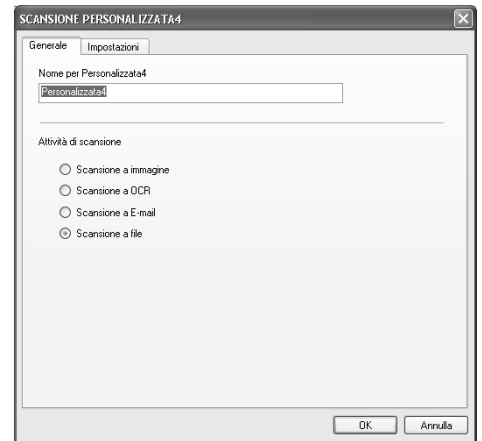 SCANSIONE PERSONALIZZATA4
Generale Impostazioni
Nome per Personalizzata4
Personalizzata4
Attività di scansione
Scansione a immagine
Scansione a OCR
Scansione a E-mail
Scansione a file
OK Annulla